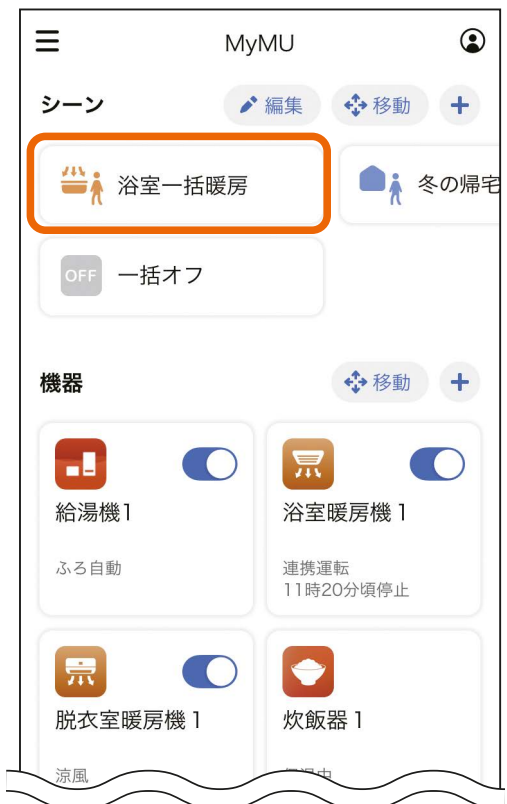 MyMU
シーン
編集
移動
浴室一括暖房
冬の帰宅
OFF
一括オフ
機器
移動
給湯機1
ふろ自動
浴室暖房機1
連携運転
11時20分頃停止
脱衣室暖房機1
涼風
炊飯器1